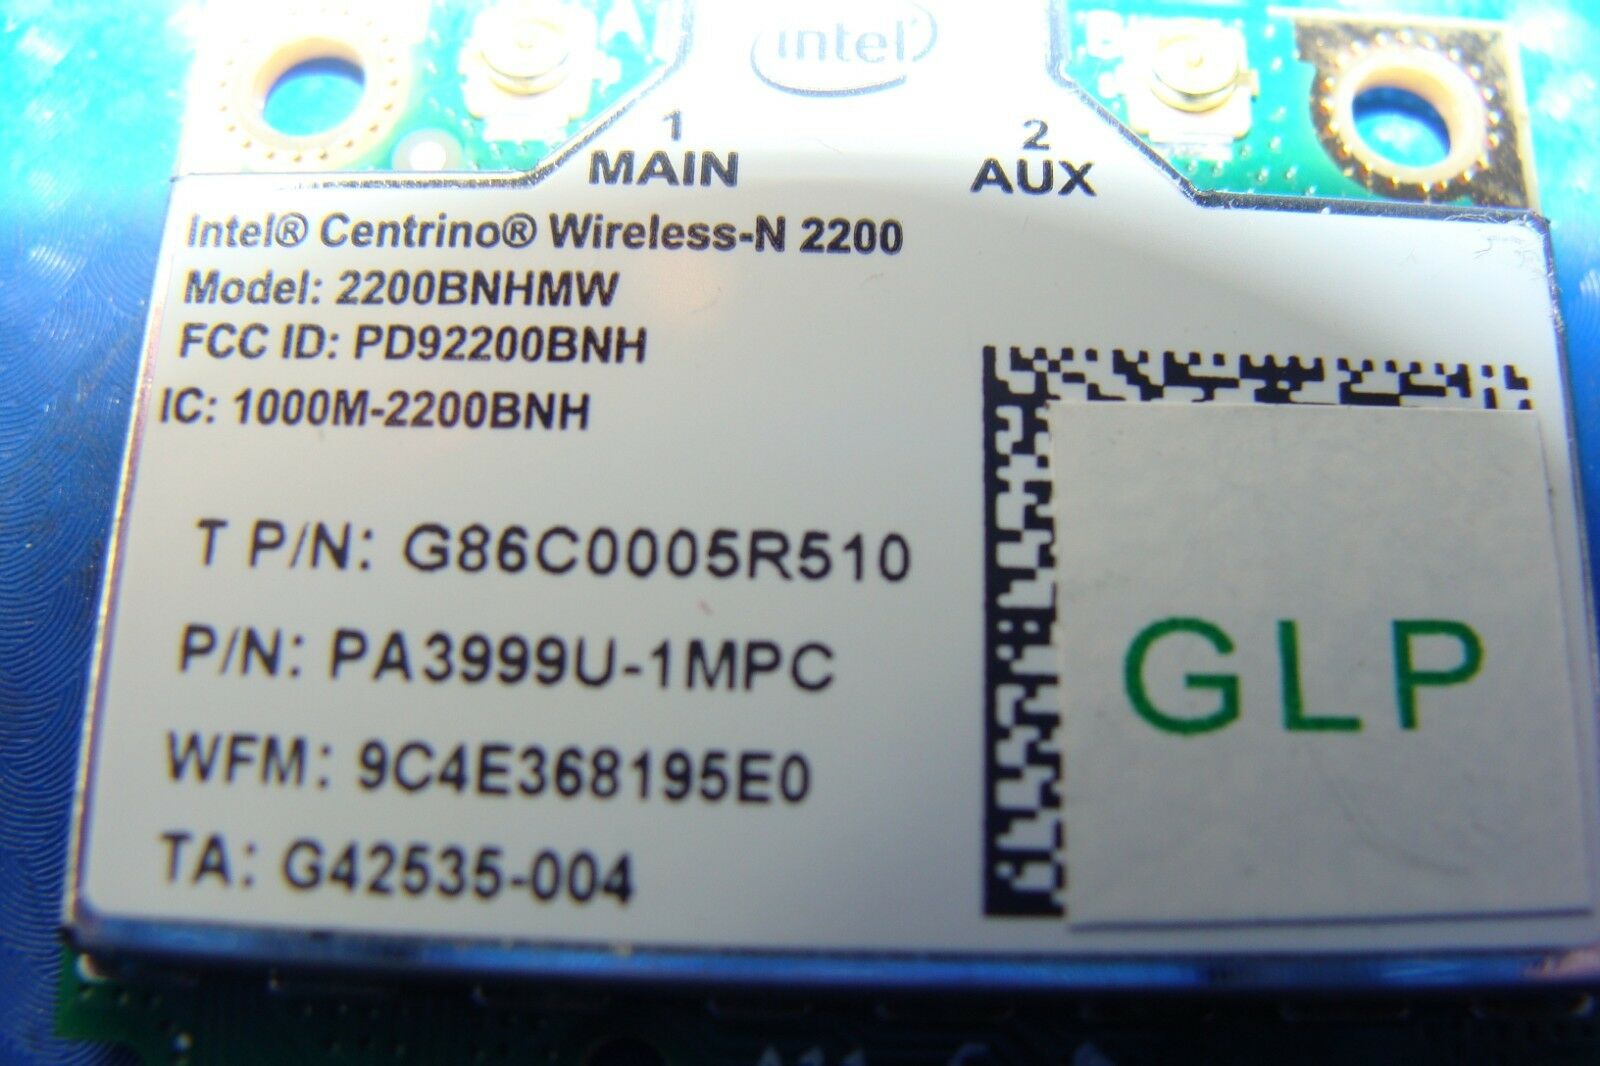 intel
1
MAIN
2
AUX
Intel® Centrino® Wireless-N 2200
Model: 2200BNHMW
FCC ID: PD92200BNH
IC: 1000M-2200BNH
T P/N: G86C0005R510
P/N: PA3999U-1MPC
WFM: 9C4E368195E0
TA: G42535-004
GLP